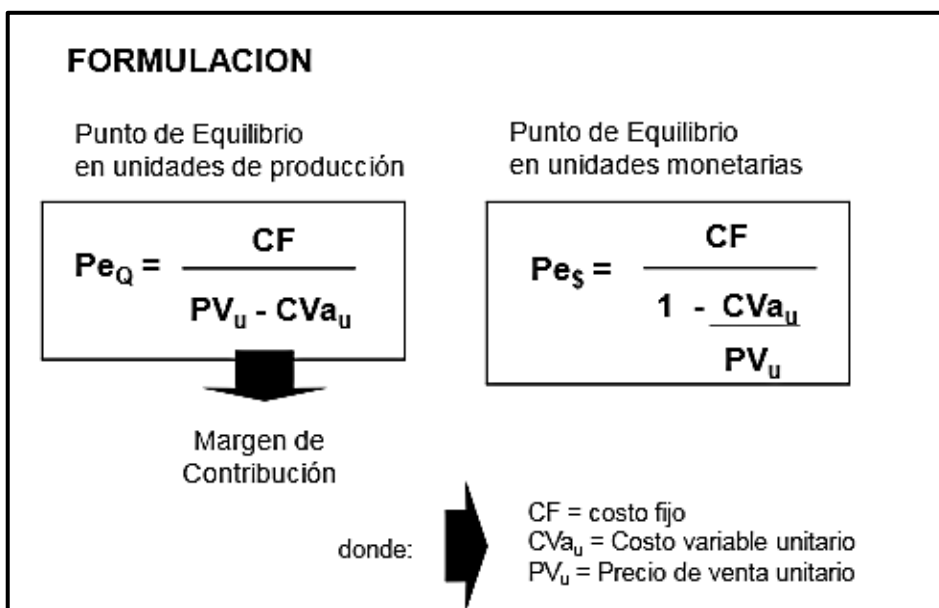 FORMULACION
Punto de Equilibrio
en unidades de producción
Pe_Q = CF / (PV_u - CVa_u)
Margen de
Contribución
Punto de Equilibrio
en unidades monetarias
Pe_$ = CF / (1 - CVa_u / PV_u)
donde:
CF = costo fijo
CVa_u = Costo variable unitario
PV_u = Precio de venta unitario